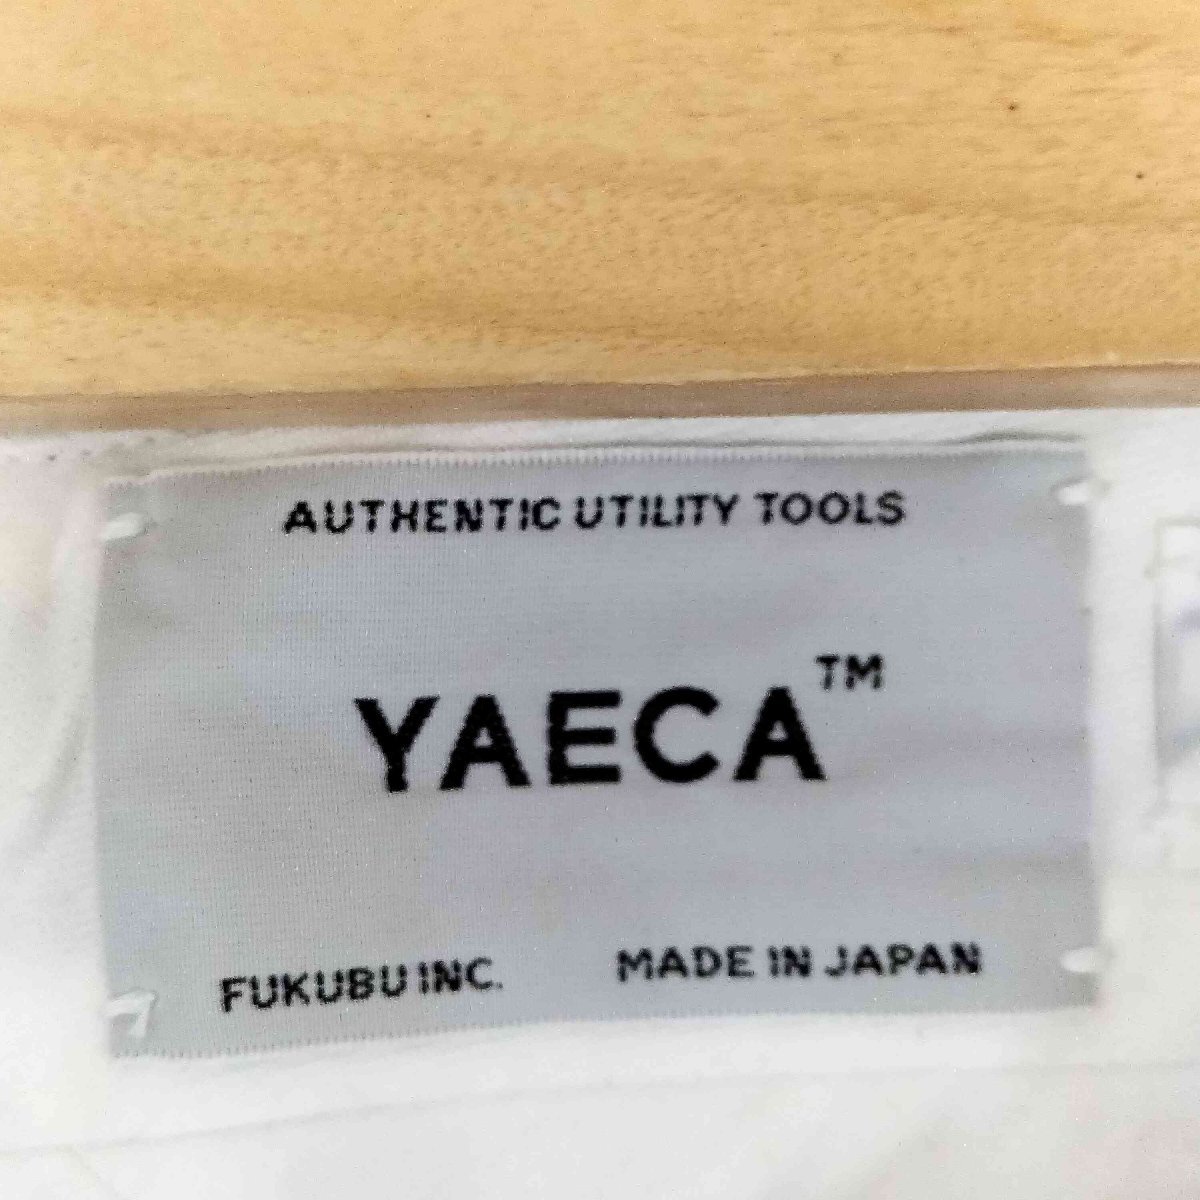 AUTHENTIC UTILITY TOOLS
YAECA™
FUKUBU INC. MADE IN JAPAN